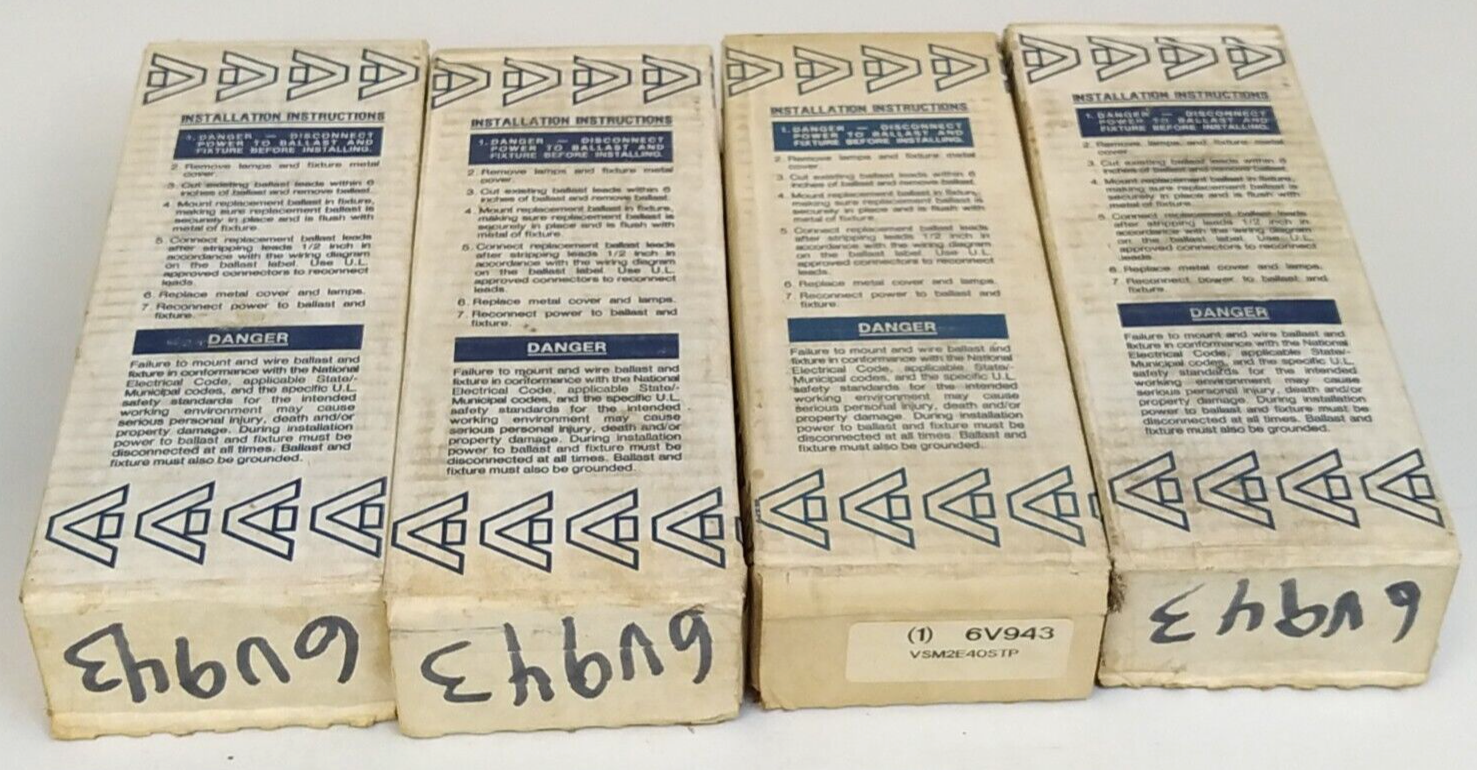 INSTALLATION INSTRUCTIONS
1. DANGER — DISCONNECT
POWER TO BALLAST AND
FIXTURE BEFORE INSTALLING.
2. Remove lamps and fixture metal
cover.
3. Cut existing ballast leads within 6
inches of ballast and remove ballast.
4. Mount replacement ballast in fixture,
making sure replacement ballast is
securely in place and is flush with
metal of fixture.
5. Connect replacement ballast leads
after stripping leads 1/2 inch in
accordance with the wiring diagram
on the ballast label. Use U.L.
approved connectors to reconnect
leads.
6. Replace metal cover and lamps.
7. Reconnect power to ballast and
fixture.
DANGER
Failure to mount and wire ballast and
fixture in conformance with the National
Electrical Code, applicable State/-
Municipal codes, and the specific U.L.
safety standards for the intended
working environment may cause
serious personal injury, death and/or
property damage. During installation
power to ballast and fixture must be
disconnected at all times. Ballast and
fixture must also be grounded.
6V943
INSTALLATION INSTRUCTIONS
1. DANGER — DISCONNECT
POWER TO BALLAST AND
FIXTURE BEFORE INSTALLING.
2. Remove lamps and fixture metal
cover.
3. Cut existing ballast leads within 6
inches of ballast and remove ballast.
4. Mount replacement ballast in fixture,
making sure replacement ballast is
securely in place and is flush with
metal of fixture.
5. Connect replacement ballast leads
after stripping leads 1/2 inch in
accordance with the wiring diagram
on the ballast label. Use U.L.
approved connectors to reconnect
leads.
6. Replace metal cover and lamps.
7. Reconnect power to ballast and
fixture.
DANGER
Failure to mount and wire ballast and
fixture in conformance with the National
Electrical Code, applicable State/-
Municipal codes, and the specific U.L.
safety standards for the intended
working environment may cause
serious personal injury, death and/or
property damage. During installation
power to ballast and fixture must be
disconnected at all times. Ballast and
fixture must also be grounded.
6V943
INSTALLATION INSTRUCTIONS
1. DANGER — DISCONNECT
POWER TO BALLAST AND
FIXTURE BEFORE INSTALLING.
2. Remove lamps and fixture metal
cover.
3. Cut existing ballast leads within 6
inches of ballast and remove ballast.
4. Mount replacement ballast in fixture,
making sure replacement ballast is
securely in place and is flush with
metal of fixture.
5. Connect replacement ballast leads
after stripping leads 1/2 inch in
accordance with the wiring diagram
on the ballast label. Use U.L.
approved connectors to reconnect
leads.
6. Replace metal cover and lamps.
7. Reconnect power to ballast and
fixture.
DANGER
Failure to mount and wire ballast and
fixture in conformance with the National
Electrical Code, applicable State/-
Municipal codes, and the specific U.L.
safety standards for the intended
working environment may cause
serious personal injury, death and/or
property damage. During installation
power to ballast and fixture must be
disconnected at all times. Ballast and
fixture must also be grounded.
(1) 6V943
VSM2E40STP
INSTALLATION INSTRUCTIONS
1. DANGER — DISCONNECT
POWER TO BALLAST AND
FIXTURE BEFORE INSTALLING.
2. Remove lamps and fixture metal
cover.
3. Cut existing ballast leads within 6
inches of ballast and remove ballast.
4. Mount replacement ballast in fixture,
making sure replacement ballast is
securely in place and is flush with
metal of fixture.
5. Connect replacement ballast leads
after stripping leads 1/2 inch in
accordance with the wiring diagram
on the ballast label. Use U.L.
approved connectors to reconnect
leads.
6. Replace metal cover and lamps.
7. Reconnect power to ballast and
fixture.
DANGER
Failure to mount and wire ballast and
fixture in conformance with the National
Electrical Code, applicable State/-
Municipal codes, and the specific U.L.
safety standards for the intended
working environment may cause
serious personal injury, death and/or
property damage. During installation
power to ballast and fixture must be
disconnected at all times. Ballast and
fixture must also be grounded.
6V943